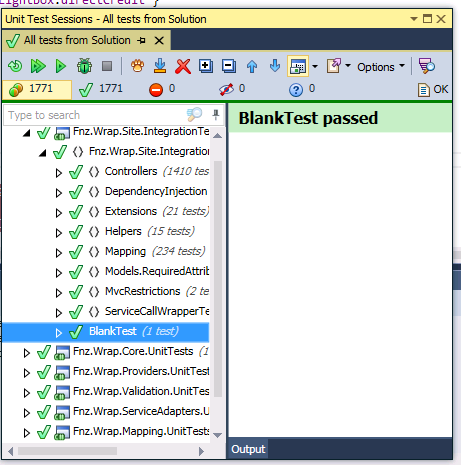 ightbox.directCredit }
Unit Test Sessions - All tests from Solution
All tests from Solution
Options
1771 1771 0 0 0 OK
Type to search
BlankTest passed
Fnz.Wrap.Site.IntegrationTe
<> Fnz.Wrap.Site.Integration
<> Controllers (1410 te
<> DependencyInjection
<> Extensions (21 tests)
<> Helpers (15 tests)
<> Mapping (234 tests)
<> Models.RequiredAttrib
<> MvcRestrictions (2 te
<> ServiceCallWrapperTe
BlankTest (1 test)
Fnz.Wrap.Core.UnitTests (1
Fnz.Wrap.Providers.UnitTest
Fnz.Wrap.Validation.UnitTest
Fnz.Wrap.ServiceAdapters.U
Fnz.Wrap.Mapping.UnitTests
Output